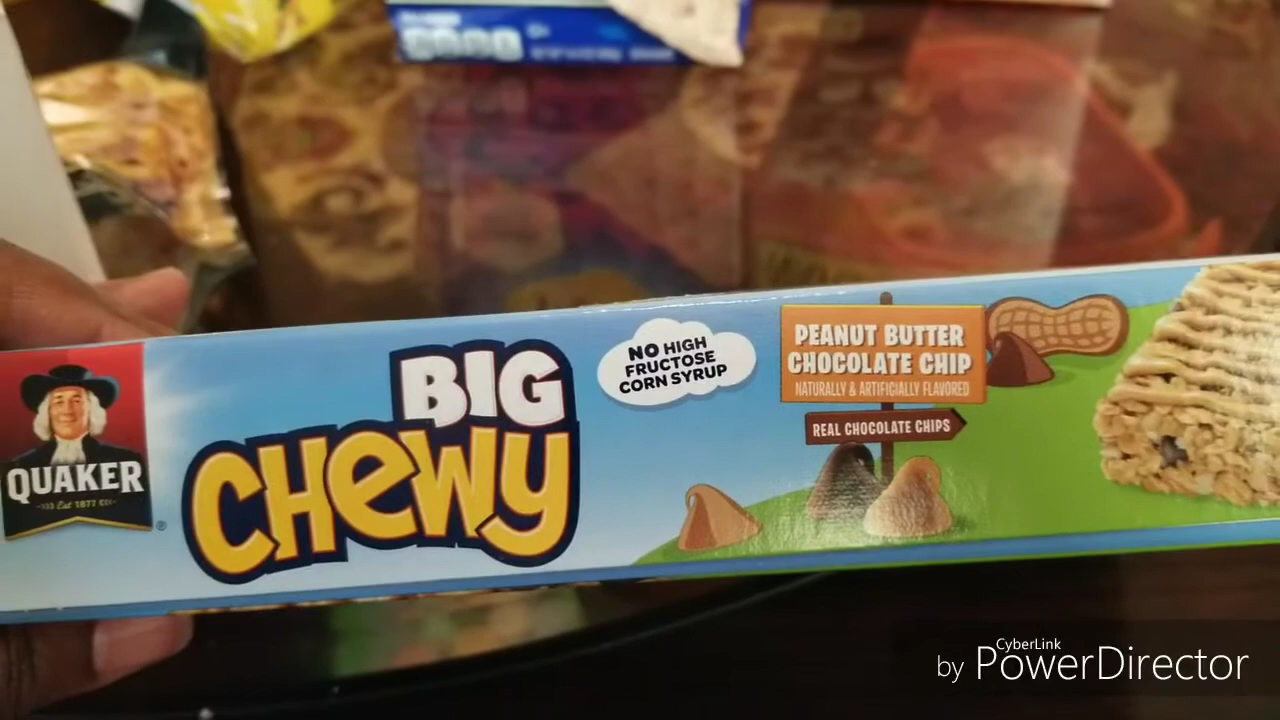 BIG
CHEWY
QUAKER
Est 1877
®
NO HIGH
FRUCTOSE
CORN SYRUP
PEANUT BUTTER
CHOCOLATE CHIP
NATURALLY & ARTIFICIALLY FLAVORED
REAL CHOCOLATE CHIPS
CyberLink
by PowerDirector